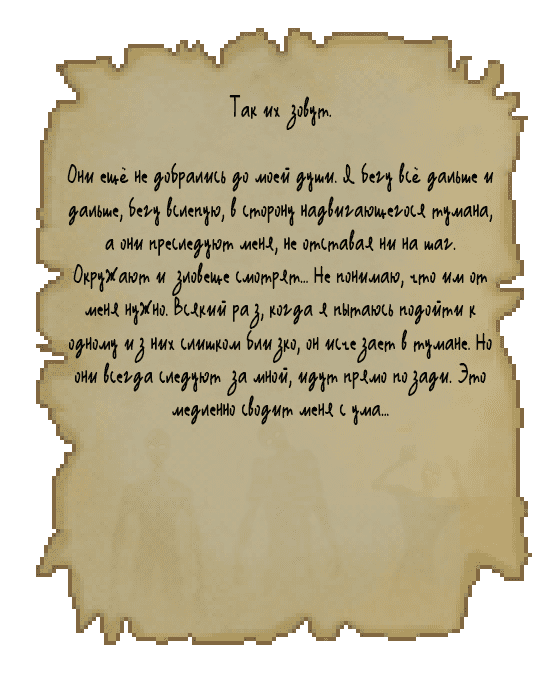 Так их зовут.
Они ещё не добрались до моей души. Я бегу всё дальше и
дальше, бегу вслепую, в сторону надвигающегося тумана,
а они преследуют меня, не отставая ни на шаг.
Окружают и зловеще смотрят... Не понимаю, что им от
меня нужно. Всякий раз, когда я пытаюсь подойти к
одному из них слишком близко, он исчезает в тумане. Но
они всегда следуют за мной, идут прямо позади. Это
медленно сводит меня с ума...